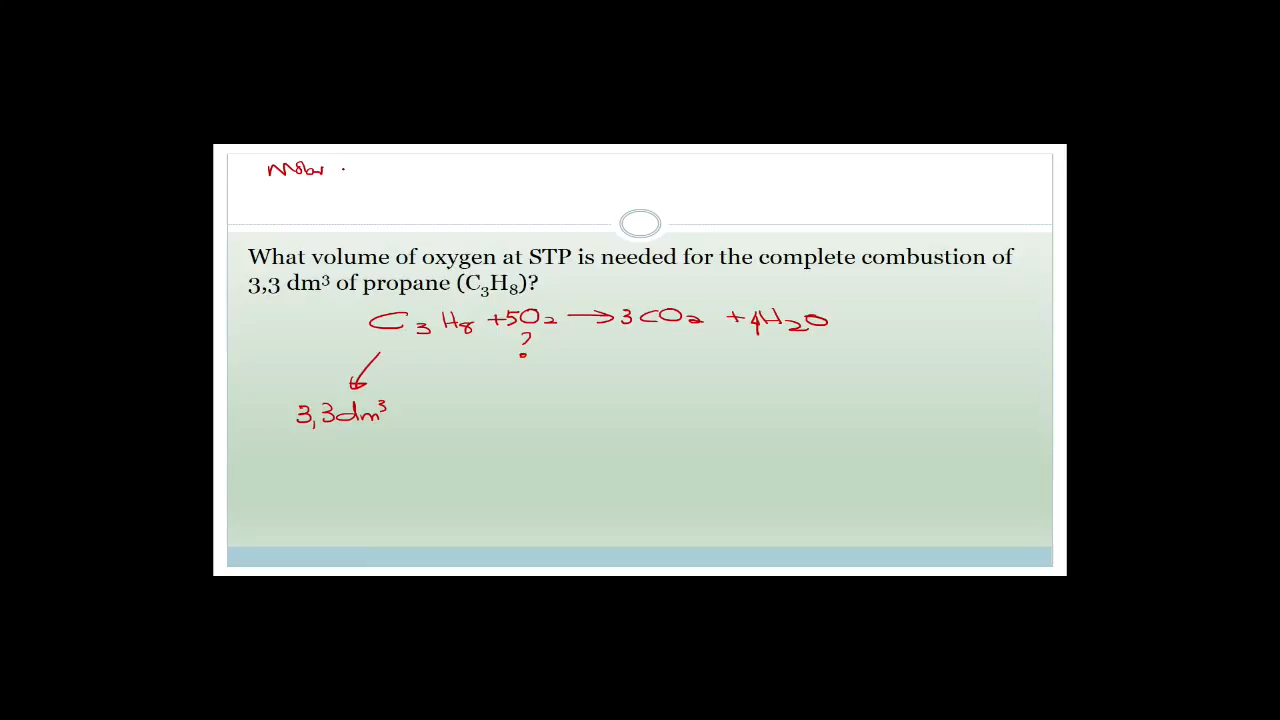 Molar
What volume of oxygen at STP is needed for the complete combustion of
3,3 dm³ of propane (C₃H₈)?
C₃H₈ + 5O₂ → 3CO₂ + 4H₂O
?
3,3dm³